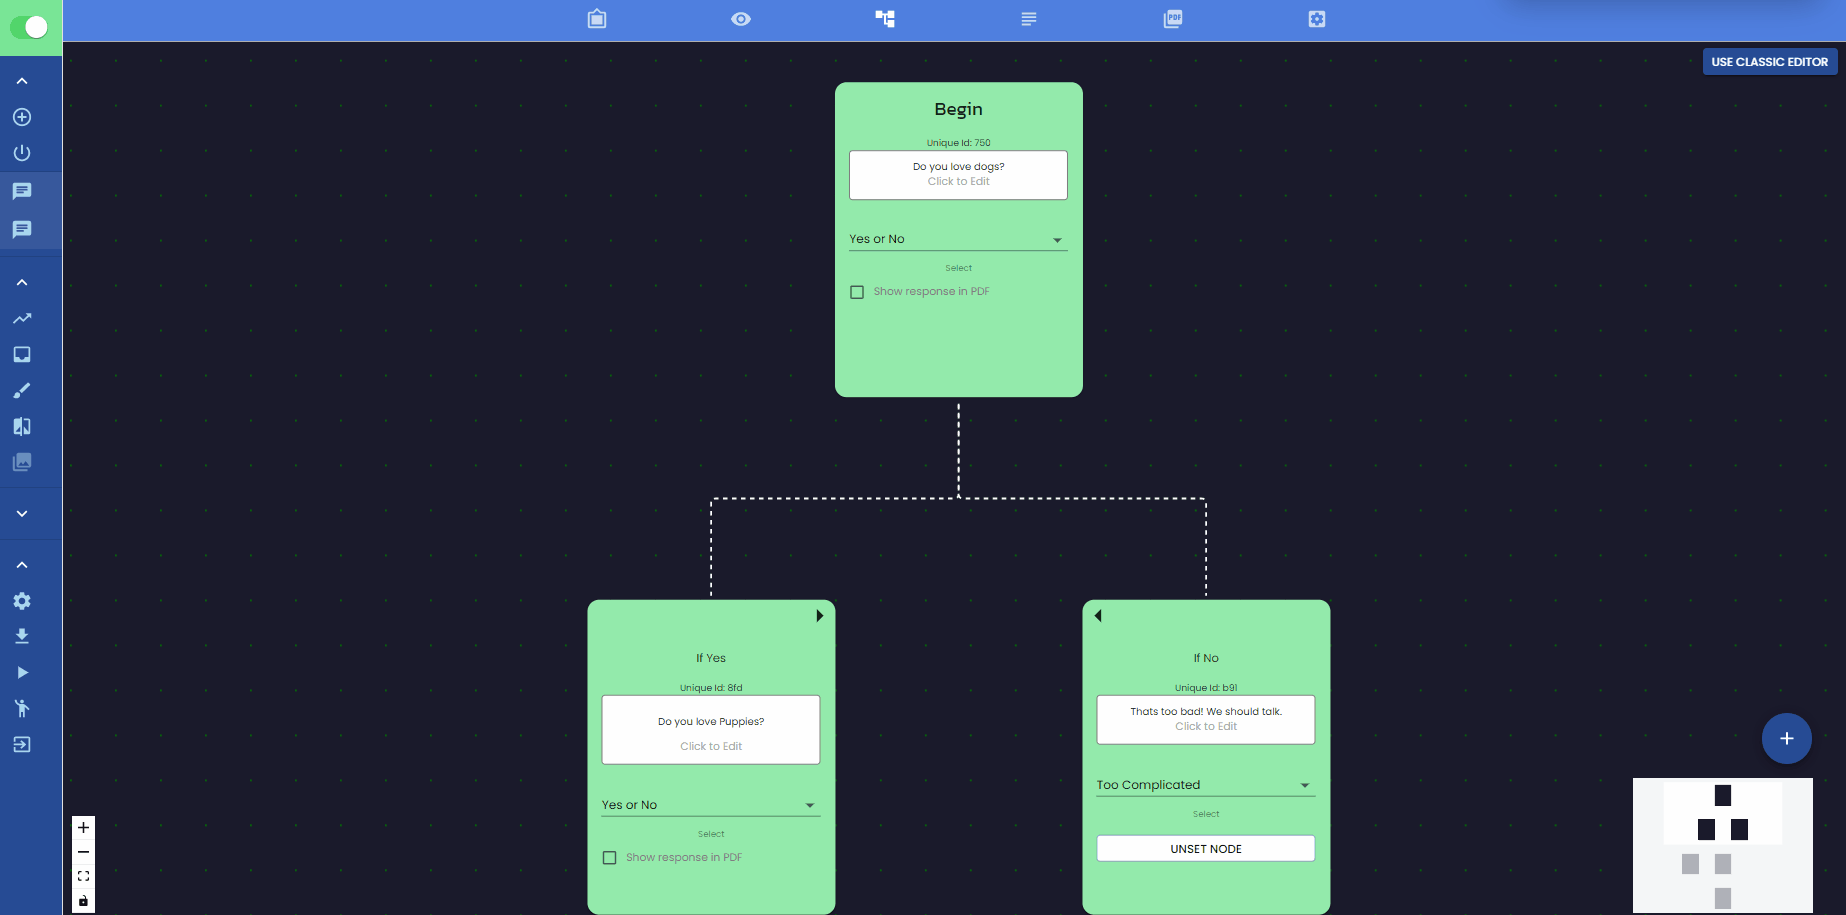 PDF
USE CLASSIC EDITOR
Begin
Unique Id: 750
Do you love dogs?
Click to Edit
Yes or No
Select
Show response in PDF
If Yes
Unique Id: 8fd
Do you love Puppies?
Click to Edit
Yes or No
Select
Show response in PDF
If No
Unique Id: b91
Thats too bad! We should talk.
Click to Edit
Too Complicated
Select
UNSET NODE